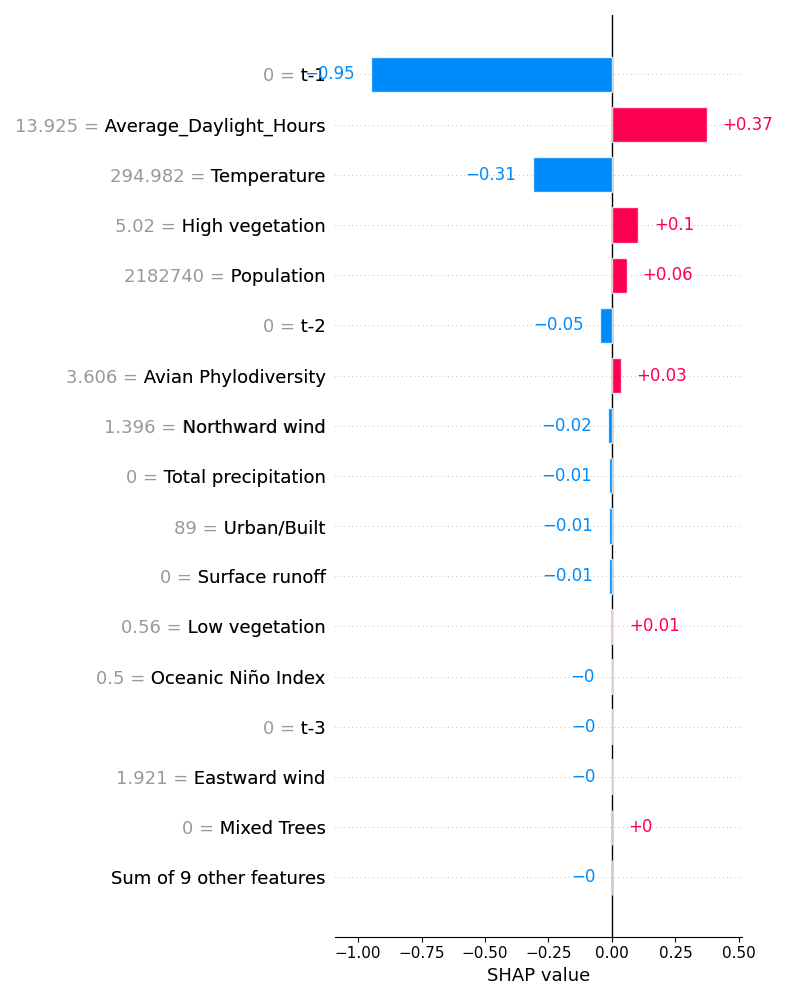 0 = t-1 −0.95
13.925 = Average_Daylight_Hours +0.37
294.982 = Temperature −0.31
5.02 = High vegetation +0.1
2182740 = Population +0.06
0 = t-2 −0.05
3.606 = Avian Phylodiversity +0.03
1.396 = Northward wind −0.02
0 = Total precipitation −0.01
89 = Urban/Built −0.01
0 = Surface runoff −0.01
0.56 = Low vegetation +0.01
0.5 = Oceanic Niño Index −0
0 = t-3 −0
1.921 = Eastward wind −0
0 = Mixed Trees +0
Sum of 9 other features −0
−1.00 −0.75 −0.50 −0.25 0.00 0.25 0.50
SHAP value